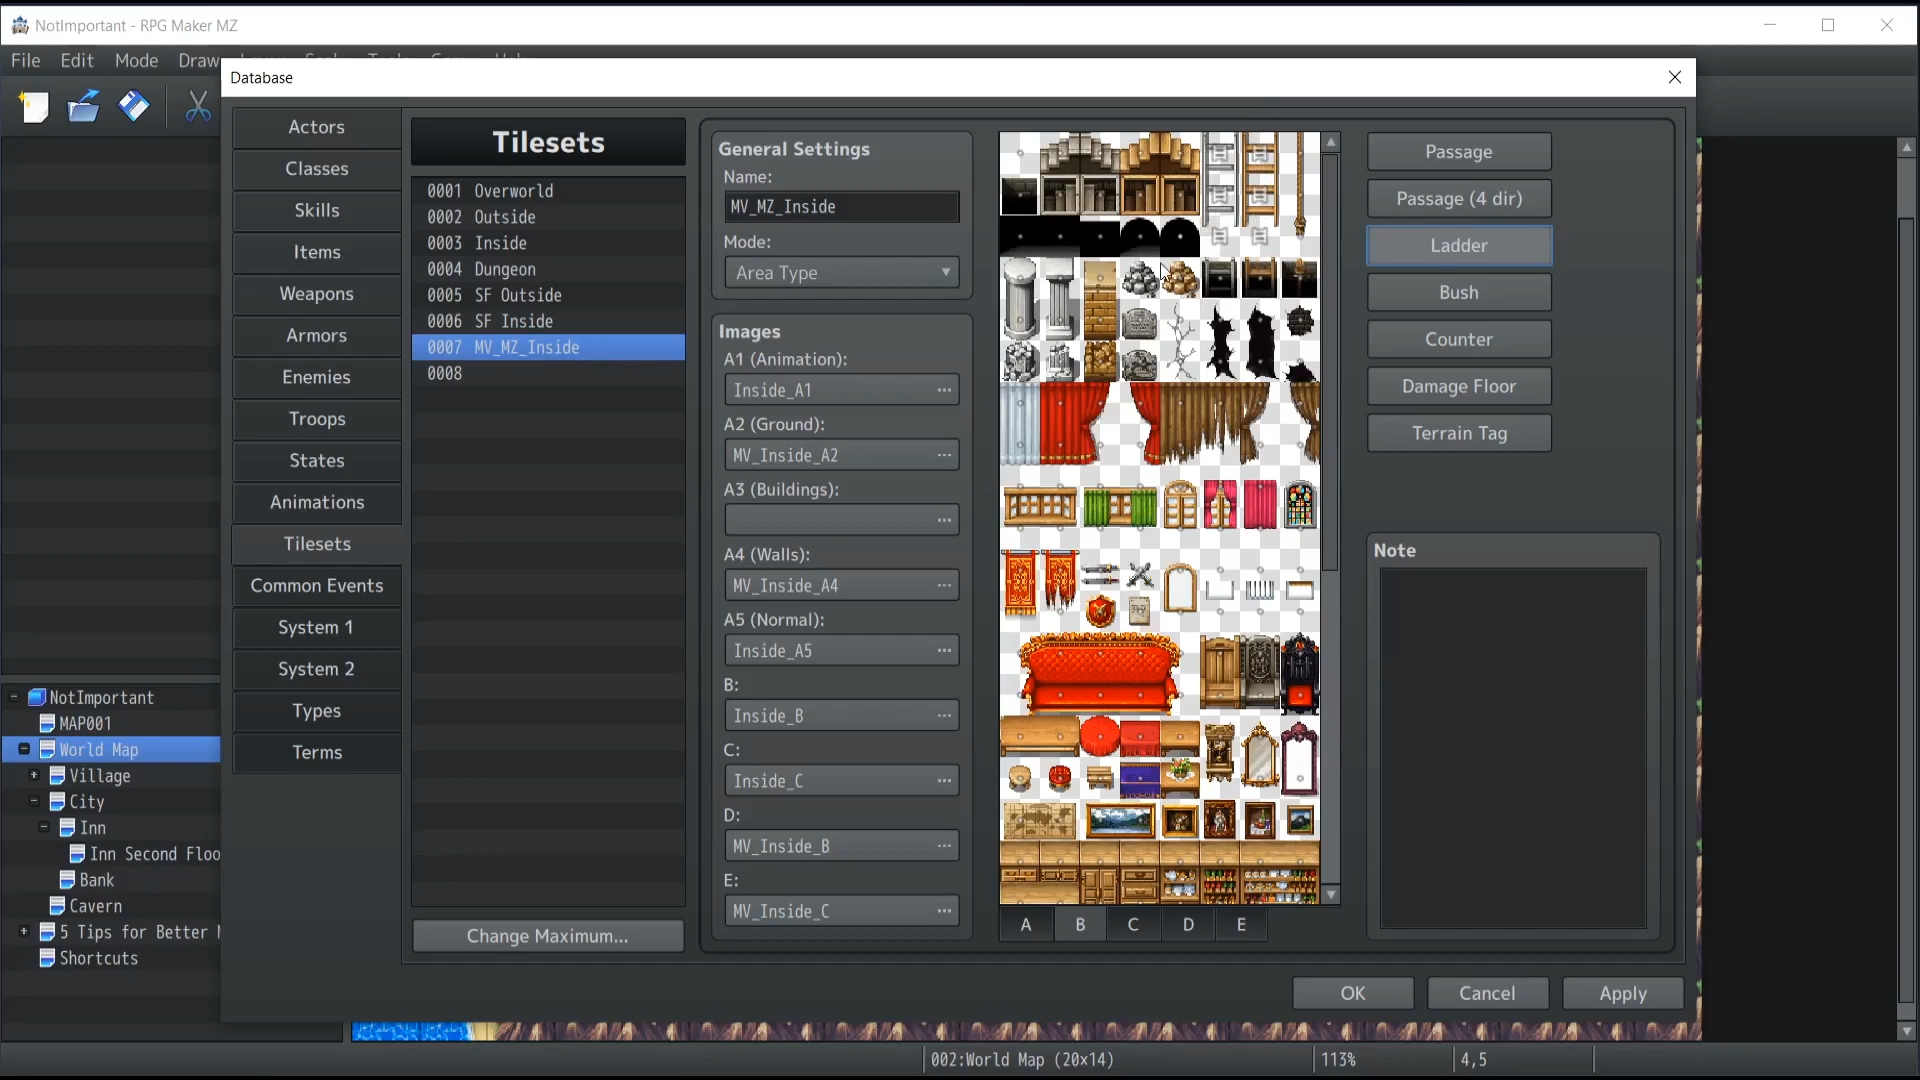 NotImportant - RPG Maker MZ
File Edit Mode Draw
Database
Actors
Classes
Skills
Items
Weapons
Armors
Enemies
Troops
States
Animations
Tilesets
Common Events
System 1
System 2
Types
Terms
Tilesets
0001 Overworld
0002 Outside
0003 Inside
0004 Dungeon
0005 SF Outside
0006 SF Inside
0007 MV_MZ_Inside
0008
Change Maximum...
General Settings
Name:
MV_MZ_Inside
Mode:
Area Type
Images
A1 (Animation):
Inside_A1 ...
A2 (Ground):
MV_Inside_A2 ...
A3 (Buildings):
...
A4 (Walls):
MV_Inside_A4 ...
A5 (Normal):
Inside_A5 ...
B:
Inside_B ...
C:
Inside_C ...
D:
MV_Inside_B ...
E:
MV_Inside_C ...
A B C D E
Passage
Passage (4 dir)
Ladder
Bush
Counter
Damage Floor
Terrain Tag
Note
OK Cancel Apply
NotImportant
MAP001
World Map
Village
City
Inn
Inn Second Floo
Bank
Cavern
5 Tips for Better
Shortcuts
002:World Map (20x14) 113% 4,5